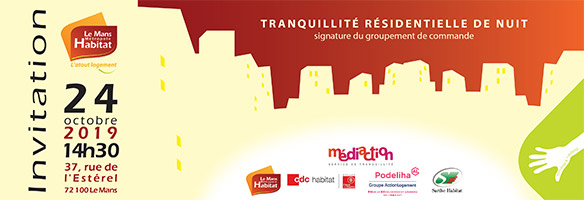 Invitation
Le Mans
Métropole
Habitat
L'atout logement
24
octobre
2019
14h30
37, rue de
l'Estérel
72 100 Le Mans
TRANQUILLITÉ RÉSIDENTIELLE DE NUIT
signature du groupement de commande
médiaction
SERVICE DE TRANQUILLITÉ
Le Mans
Métropole
Habitat
cdc habitat
Podeliha
Groupe ActionLogement
Sarthe Habitat